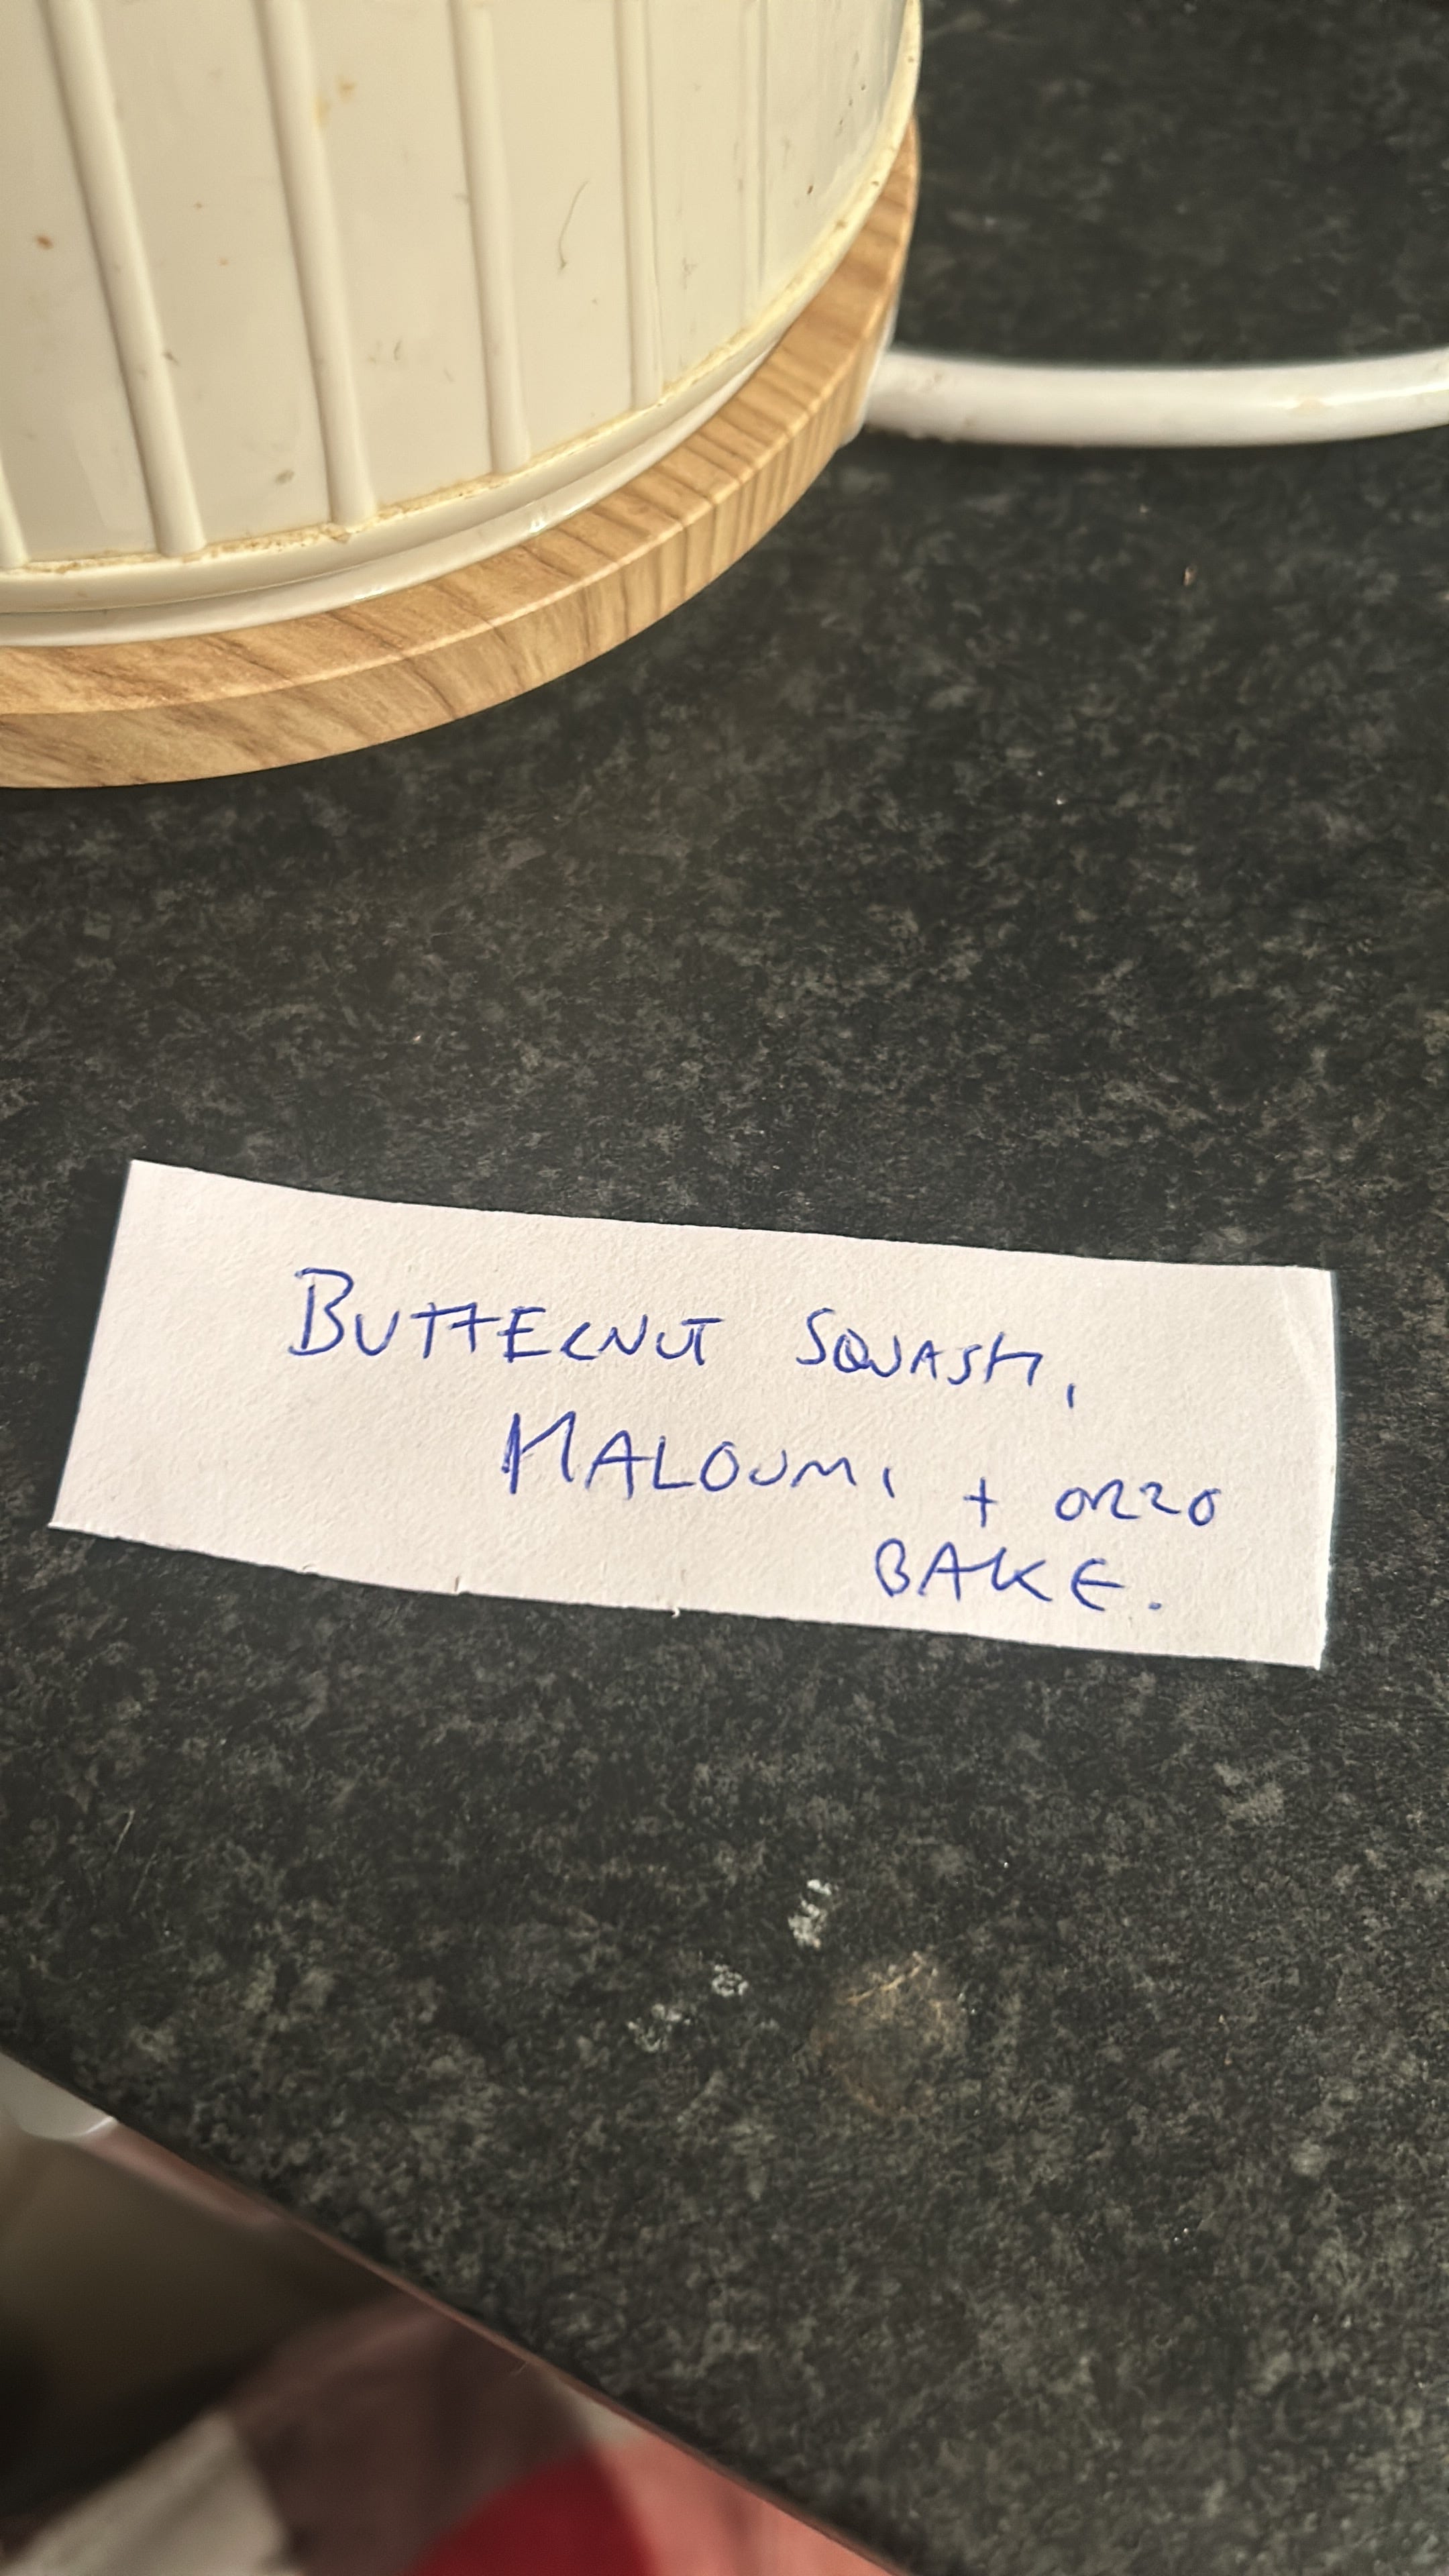 BUTTERNUT SQUASH,
HALOUMI + ORZO
BAKE.